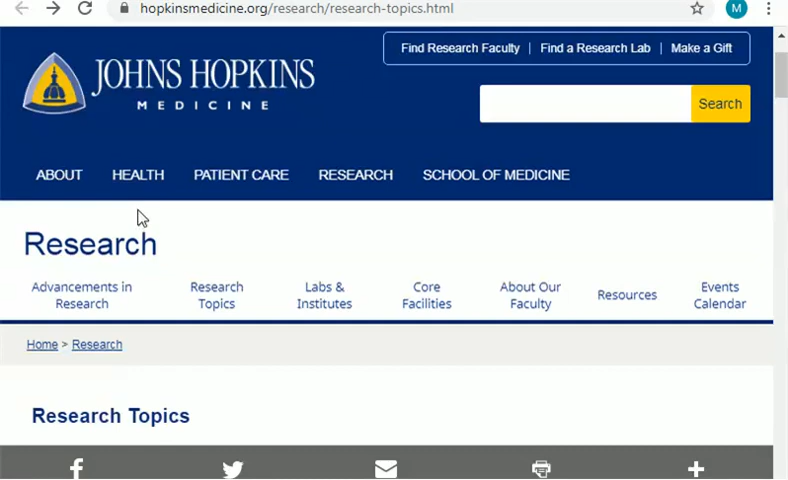 hopkinsmedicine.org/research/research-topics.html
M
Find Research Faculty | Find a Research Lab | Make a Gift
JOHNS HOPKINS
MEDICINE
Search
ABOUT HEALTH PATIENT CARE RESEARCH SCHOOL OF MEDICINE
Research
Advancements in Research Research Topics Labs & Institutes Core Facilities About Our Faculty Resources Events Calendar
Home > Research
Research Topics